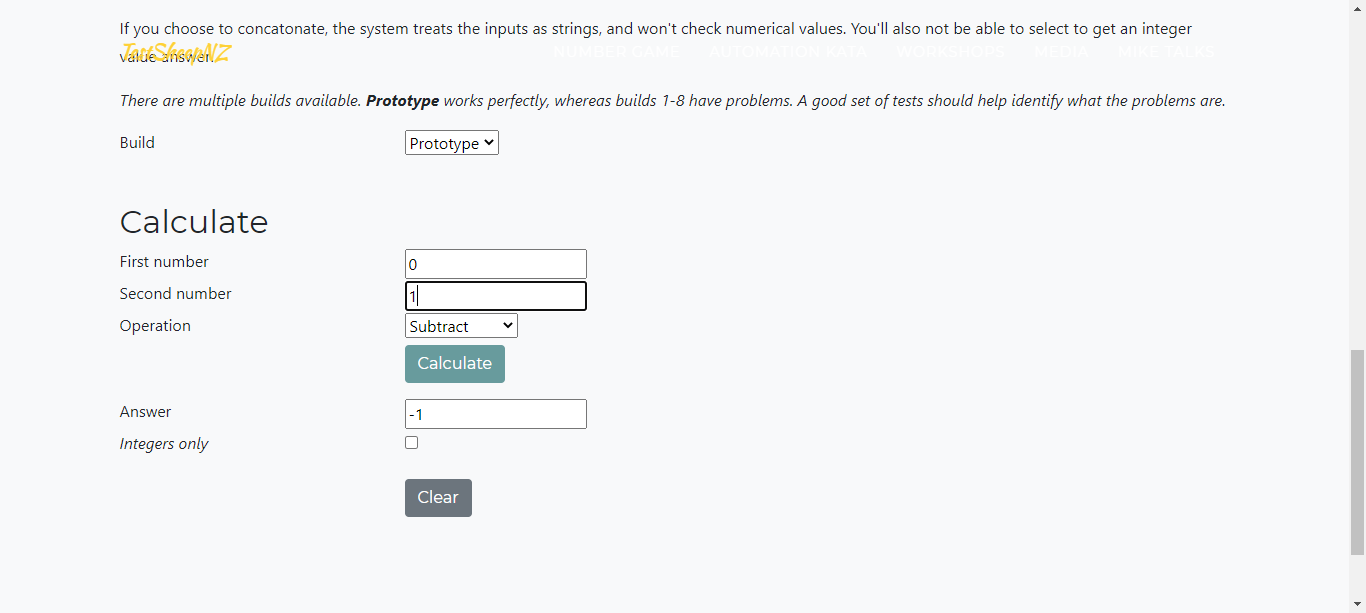 If you choose to concatonate, the system treats the inputs as strings, and won't check numerical values. You'll also not be able to select to get an integer
TestSheepNZ NUMBER GAME AUTOMATION MEDIA MIKE TALKS
value answer.
There are multiple builds available. Prototype works perfectly, whereas builds 1-8 have problems. A good set of tests should help identify what the problems are.
Build Prototype
Calculate
First number 0
Second number 1
Operation Subtract
Calculate
Answer -1
Integers only
Clear